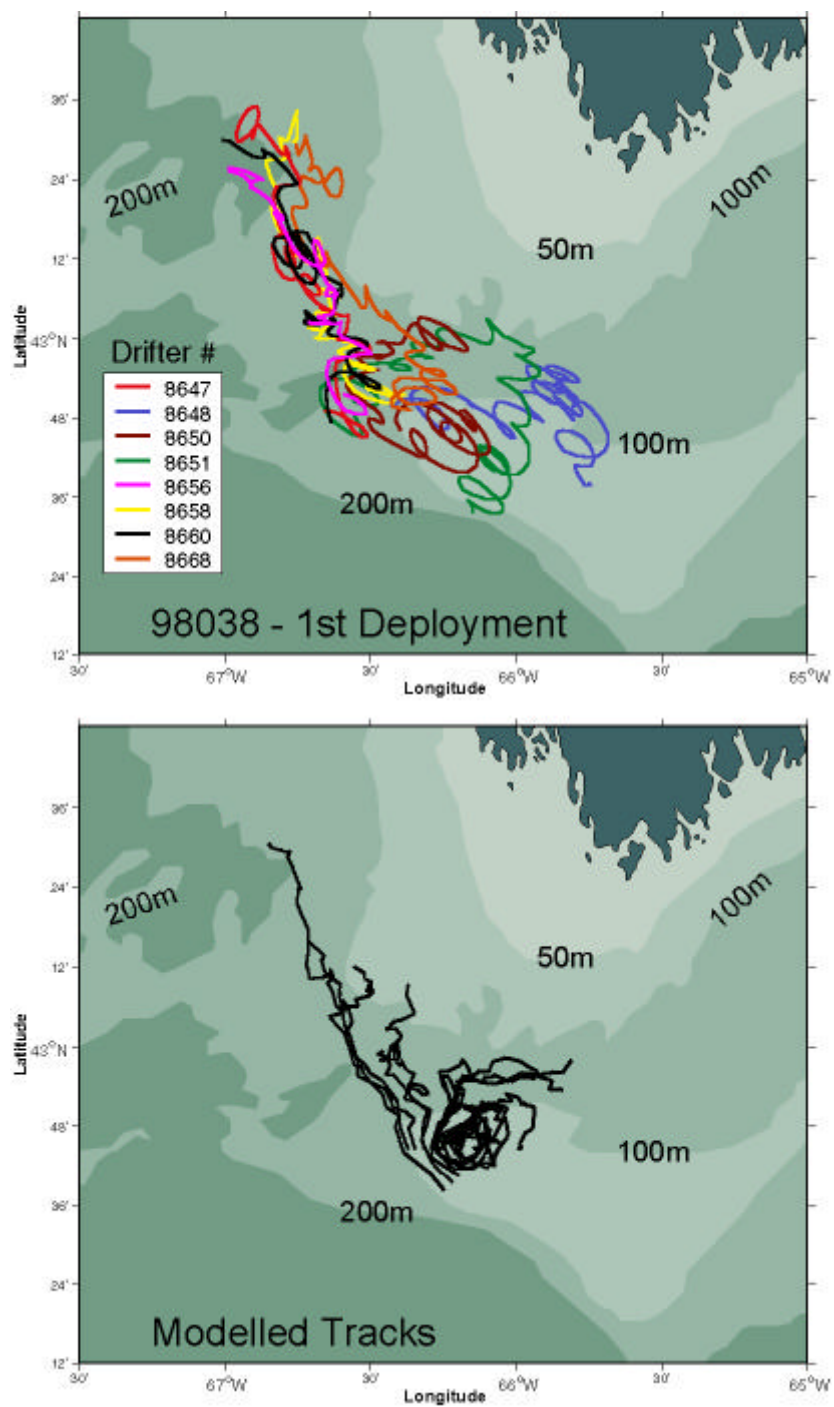 36'
24'
12'
43°N
48'
36'
24'
12'
Latitude
200m
50m
100m
100m
200m
Drifter #
8647
8648
8650
8651
8656
8658
8660
8668
98038 - 1st Deployment
30' 67°W 30' 66°W 30' 65°W
Longitude
36'
24'
12'
43°N
48'
36'
24'
12'
Latitude
200m
50m
100m
100m
200m
Modelled Tracks
30' 67°W 30' 66°W 30' 65°W
Longitude